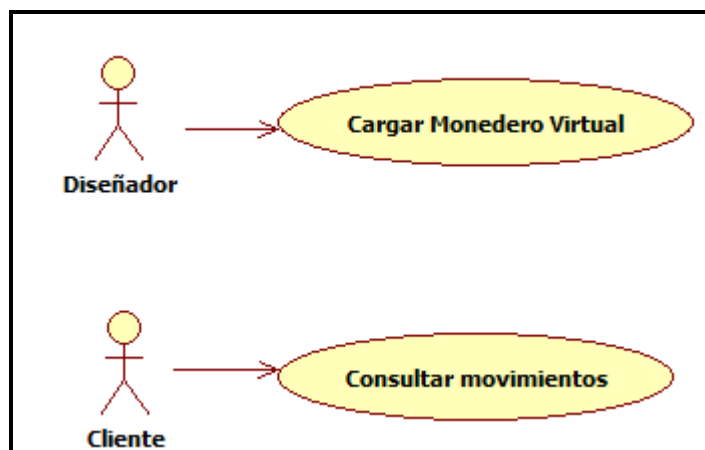 Cargar Monedero Virtual
Diseñador
Consultar movimientos
Cliente